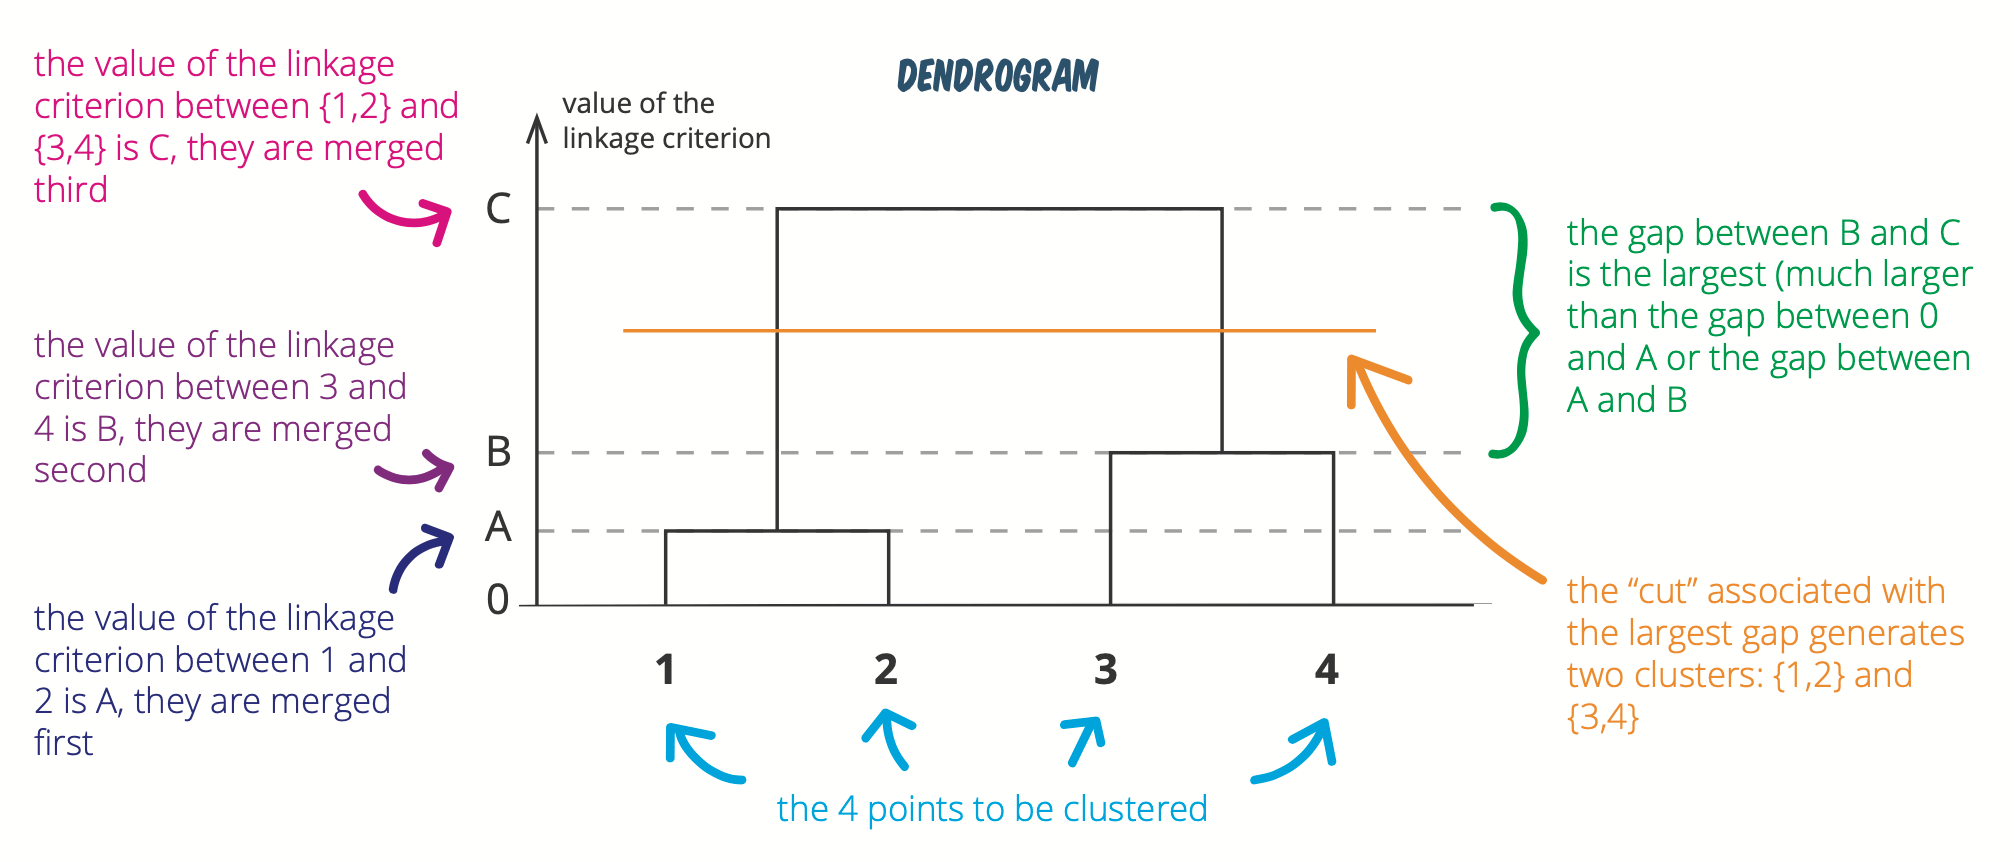 DENDROGRAM
the value of the linkage
criterion between {1,2} and
{3,4} is C, they are merged
third
value of the
linkage criterion
C
the gap between B and C
is the largest (much larger
than the gap between 0
and A or the gap between
A and B
the value of the linkage
criterion between 3 and
4 is B, they are merged
second
B
A
0
the value of the linkage
criterion between 1 and
2 is A, they are merged
first
the “cut” associated with
the largest gap generates
two clusters: {1,2} and
{3,4}
1 2 3 4
the 4 points to be clustered